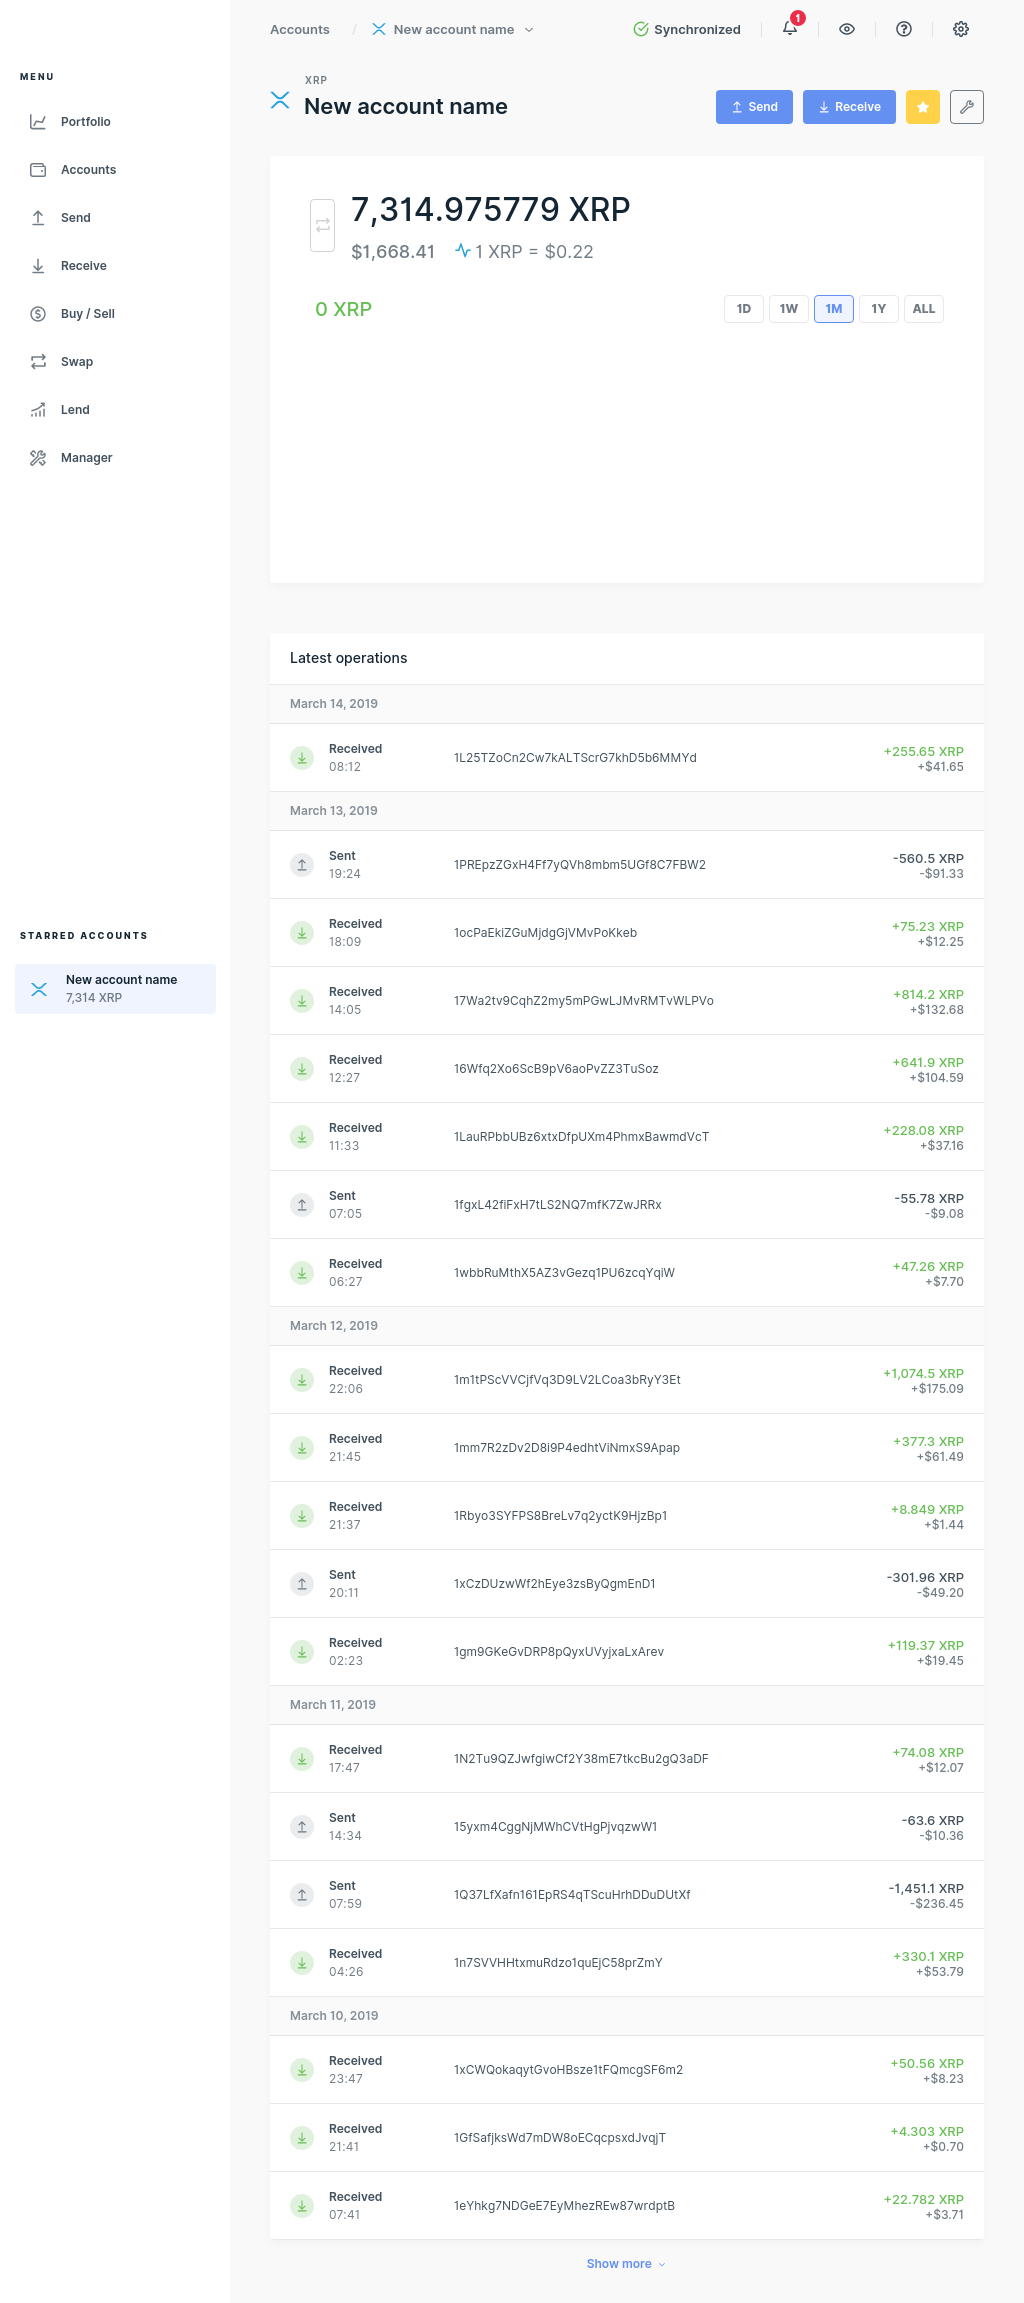 Accounts / New account name
Synchronized
1
MENU
Portfolio
Accounts
Send
Receive
Buy / Sell
Swap
Lend
Manager
STARRED ACCOUNTS
New account name
7,314 XRP
XRP
New account name
Send
Receive
7,314.975779 XRP
$1,668.41 1 XRP = $0.22
0 XRP
1D 1W 1M 1Y ALL
Latest operations
March 14, 2019
Received
08:12
1L25TZoCn2Cw7kALTScrG7khD5b6MMYd
+255.65 XRP
+$41.65
March 13, 2019
Sent
19:24
1PREpzZGxH4Ff7yQVh8mbm5UGf8C7FBW2
-560.5 XRP
-$91.33
Received
18:09
1ocPaEkiZGuMjdgGjVMvPoKkeb
+75.23 XRP
+$12.25
Received
14:05
17Wa2tv9CqhZ2my5mPGwLJMvRMTvWLPVo
+814.2 XRP
+$132.68
Received
12:27
16Wfq2Xo6ScB9pV6aoPvZZ3TuSoz
+641.9 XRP
+$104.59
Received
11:33
1LauRPbbUBz6xtxDfpUXm4PhmxBawmdVcT
+228.08 XRP
+$37.16
Sent
07:05
1fgxL42fiFxH7tLS2NQ7mfK7ZwJRRx
-55.78 XRP
-$9.08
Received
06:27
1wbbRuMthX5AZ3vGezq1PU6zcqYqiW
+47.26 XRP
+$7.70
March 12, 2019
Received
22:06
1m1tPScVVCjfVq3D9LV2LCoa3bRyY3Et
+1,074.5 XRP
+$175.09
Received
21:45
1mm7R2zDv2D8i9P4edhtViNmxS9Apap
+377.3 XRP
+$61.49
Received
21:37
1Rbyo3SYFPS8BreLv7q2yctK9HjzBp1
+8.849 XRP
+$1.44
Sent
20:11
1xCzDUzwWf2hEye3zsByQgmEnD1
-301.96 XRP
-$49.20
Received
02:23
1gm9GKeGvDRP8pQyxUVyjxaLxArev
+119.37 XRP
+$19.45
March 11, 2019
Received
17:47
1N2Tu9QZJwfgiwCf2Y38mE7tkcBu2gQ3aDF
+74.08 XRP
+$12.07
Sent
14:34
15yxm4CggNjMWhCVtHgPjvqzwW1
-63.6 XRP
-$10.36
Sent
07:59
1Q37LfXafn161EpRS4qTScuHrhDDuDUtXf
-1,451.1 XRP
-$236.45
Received
04:26
1n7SVVHHtxmuRdzo1quEjC58prZmY
+330.1 XRP
+$53.79
March 10, 2019
Received
23:47
1xCWQokaqytGvoHBsze1tFQmcgSF6m2
+50.56 XRP
+$8.23
Received
21:41
1GfSafjksWd7mDW8oECqcpsxdJvqjT
+4.303 XRP
+$0.70
Received
07:41
1eYhkg7NDGeE7EyMhezREw87wrdptB
+22.782 XRP
+$3.71
Show more